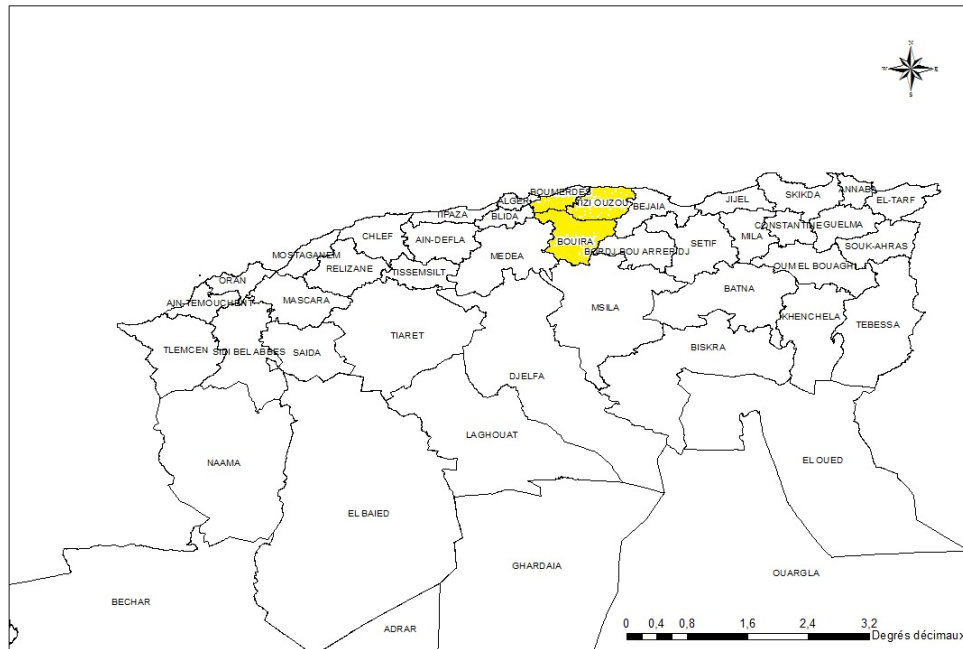 N
W
E
S
SKIKDA
ANNABA
EL-TARF
BOUMERDES
ALGER
TIZI OUZOU
JIJEL
BEJAIA
TIPAZA
BLIDA
CONSTANTINE
GUELMA
CHLEF
AIN-DEFLA
BOUIRA
SETIF
MILA
SOUK-AHRAS
MOSTAGANEM
MEDEA
BORDJ BOU ARRERIDJ
RELIZANE
TISSEMSILT
OUM EL BOUAGHI
ORAN
BATNA
AIN-TEMOUCHENT
MASCARA
MSILA
KHENCHELA
TEBESSA
TIARET
TLEMCEN
SIDI BEL ABBES
SAIDA
BISKRA
DJELFA
LAGHOUAT
NAAMA
EL OUED
EL BAIED
GHARDAIA
OUARGLA
BECHAR
ADRAR
0 0,4 0,8 1,6 2,4 3,2
Degrés décimaux